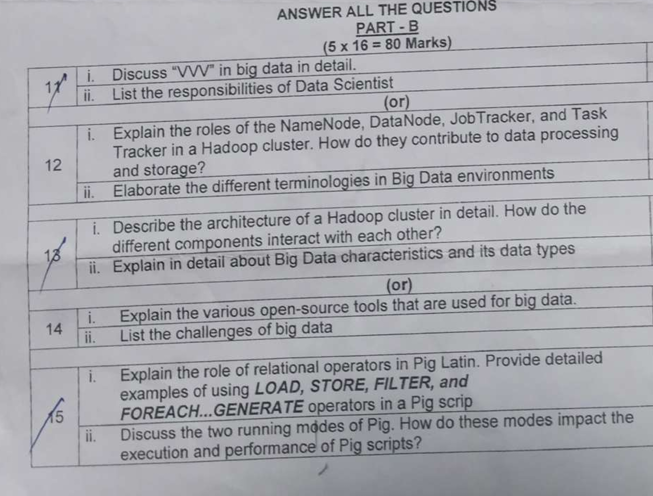 ANSWER ALL THE QUESTIONS
PART - B
(5 x 16 = 80 Marks)
11 i. Discuss “VVV” in big data in detail.
ii. List the responsibilities of Data Scientist
(or)
i. Explain the roles of the NameNode, DataNode, JobTracker, and Task
Tracker in a Hadoop cluster. How do they contribute to data processing
12 and storage?
ii. Elaborate the different terminologies in Big Data environments
i. Describe the architecture of a Hadoop cluster in detail. How do the
13 different components interact with each other?
ii. Explain in detail about Big Data characteristics and its data types
(or)
14 i. Explain the various open-source tools that are used for big data.
ii. List the challenges of big data
i. Explain the role of relational operators in Pig Latin. Provide detailed
examples of using LOAD, STORE, FILTER, and
15 FOREACH...GENERATE operators in a Pig scrip
ii. Discuss the two running modes of Pig. How do these modes impact the
execution and performance of Pig scripts?